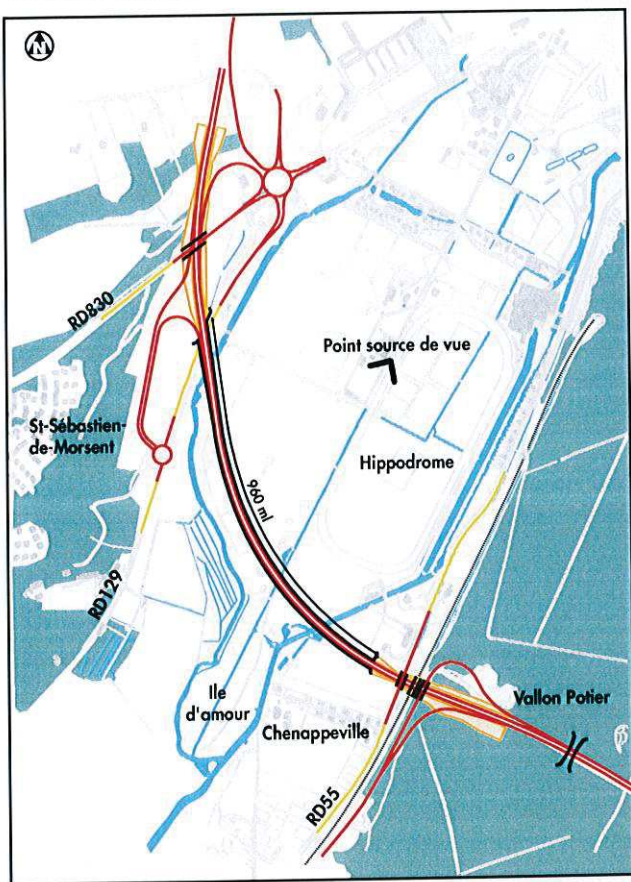 N
RD830
Point source de vue
St-Sébastien-
de-Morsent
Hippodrome
960 ml
RD129
Ile
d'amour
Vallon Potier
Chenappeville
RD55